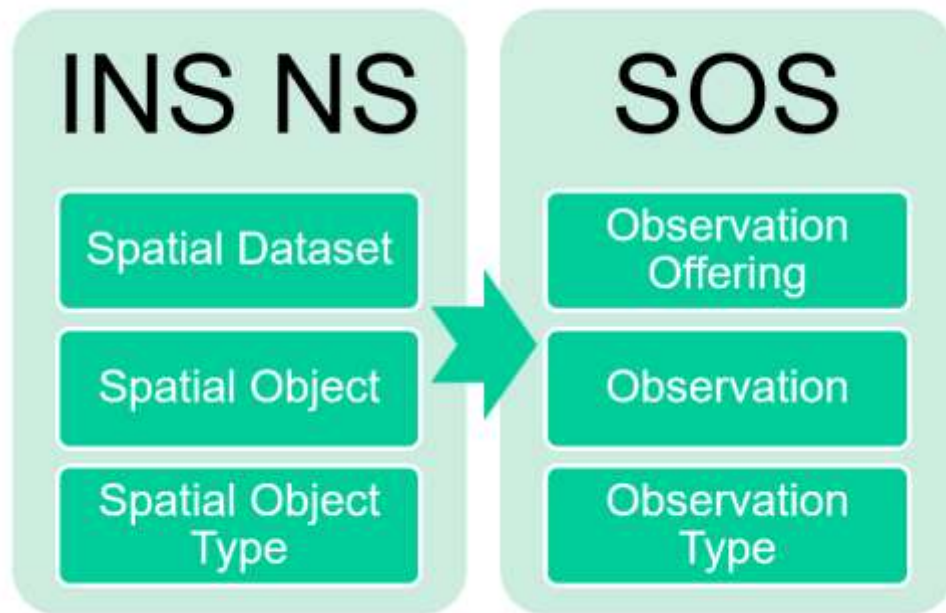 INS NS
Spatial Dataset
Spatial Object
Spatial Object
Type
SOS
Observation
Offering
Observation
Observation
Type